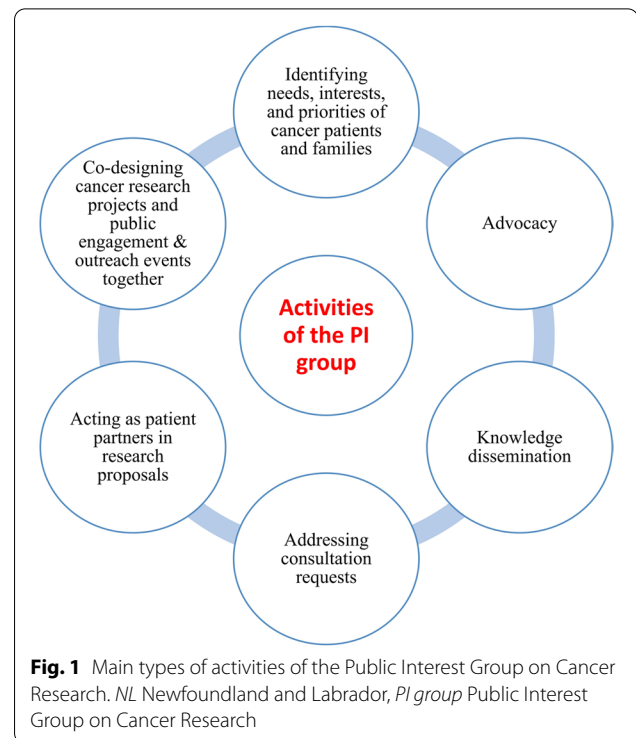 Identifying
needs, interests,
and priorities of
cancer patients
and families
Advocacy
Knowledge
dissemination
Addressing
consultation
requests
Acting as patient
partners in
research
proposals
Co-designing
cancer research
projects and
public
engagement &
outreach events
together
Activities
of the PI
group
Fig. 1 Main types of activities of the Public Interest Group on Cancer
Research. NL Newfoundland and Labrador, PI group Public Interest
Group on Cancer Research